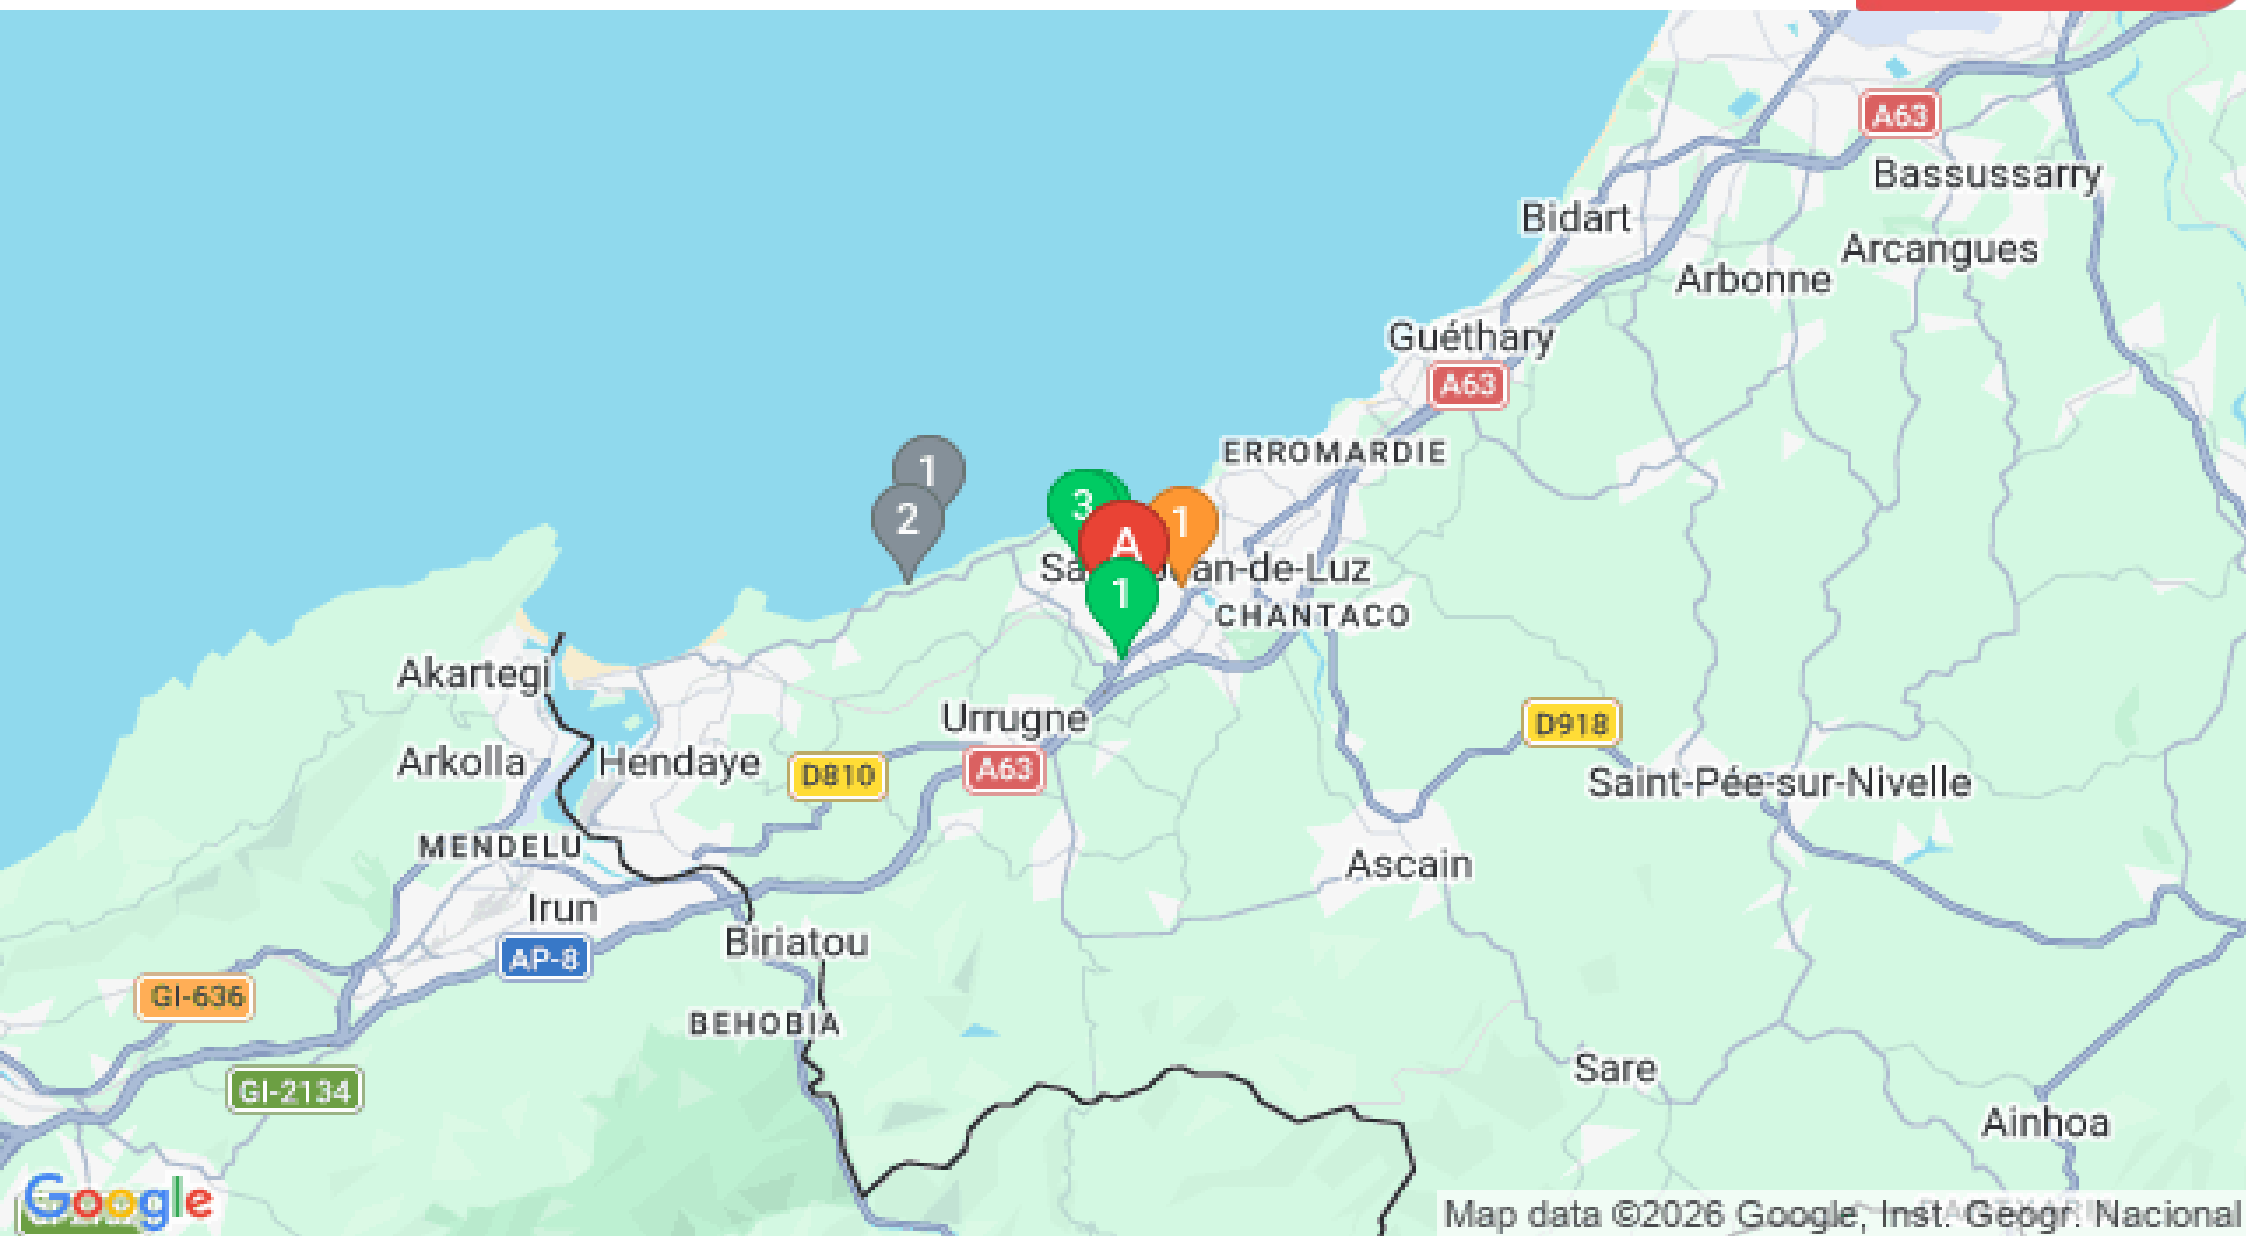 A63
Bassussarry
Bidart
Arcangues
Arbonne
Guéthary
A63
ERROMARDIE
1
2
3
1
A
1
an-de-Luz
CHANTACO
Akartegi
Urrugne
D918
Arkolla
Hendaye
D810
A63
Saint-Pée-sur-Nivelle
MENDELU
Ascain
Irun
Biriatou
AP-8
GI-636
BEHOBIA
Sare
GI-2134
Ainhoa
Google
Map data ©2026 Google, Inst. Geogr. Nacional